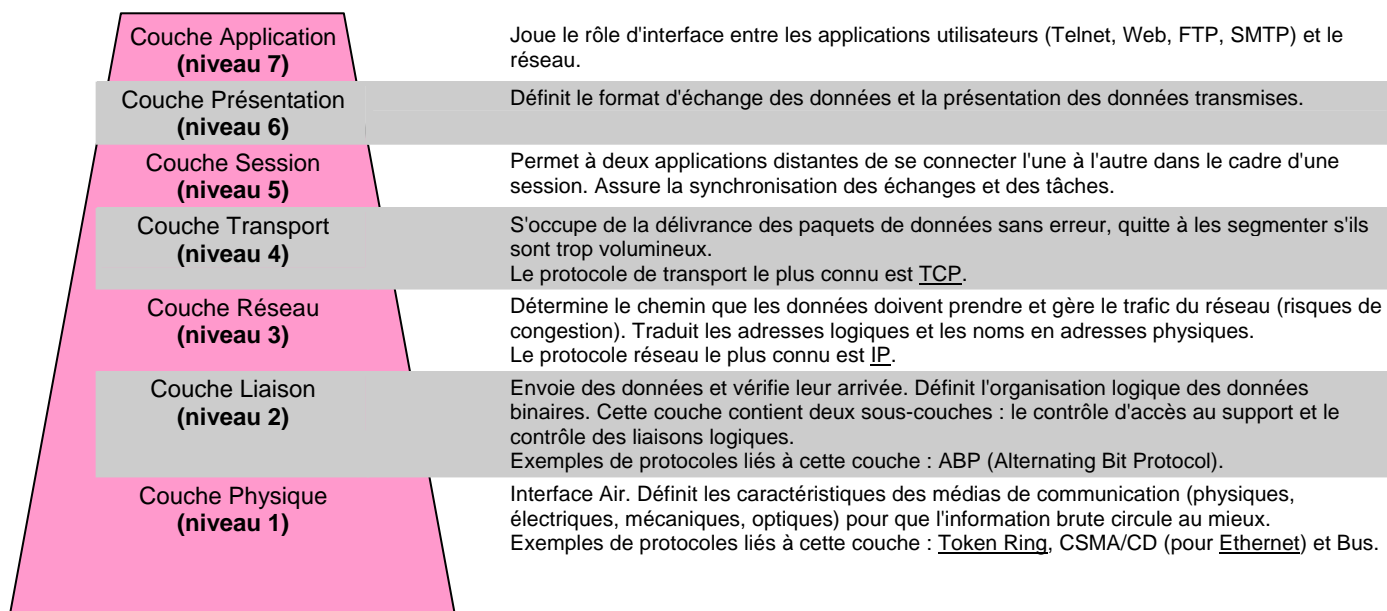 Couche Application
(niveau 7)
Joue le rôle d'interface entre les applications utilisateurs (Telnet, Web, FTP, SMTP) et le
réseau.
Couche Présentation
(niveau 6)
Définit le format d'échange des données et la présentation des données transmises.
Couche Session
(niveau 5)
Permet à deux applications distantes de se connecter l'une à l'autre dans le cadre d'une
session. Assure la synchronisation des échanges et des tâches.
Couche Transport
(niveau 4)
S'occupe de la délivrance des paquets de données sans erreur, quitte à les segmenter s'ils
sont trop volumineux.
Le protocole de transport le plus connu est TCP.
Couche Réseau
(niveau 3)
Détermine le chemin que les données doivent prendre et gère le trafic du réseau (risques de
congestion). Traduit les adresses logiques et les noms en adresses physiques.
Le protocole réseau le plus connu est IP.
Couche Liaison
(niveau 2)
Envoie des données et vérifie leur arrivée. Définit l'organisation logique des données
binaires. Cette couche contient deux sous-couches : le contrôle d'accès au support et le
contrôle des liaisons logiques.
Exemples de protocoles liés à cette couche : ABP (Alternating Bit Protocol).
Couche Physique
(niveau 1)
Interface Air. Définit les caractéristiques des médias de communication (physiques,
électriques, mécaniques, optiques) pour que l'information brute circule au mieux.
Exemples de protocoles liés à cette couche : Token Ring, CSMA/CD (pour Ethernet) et Bus.